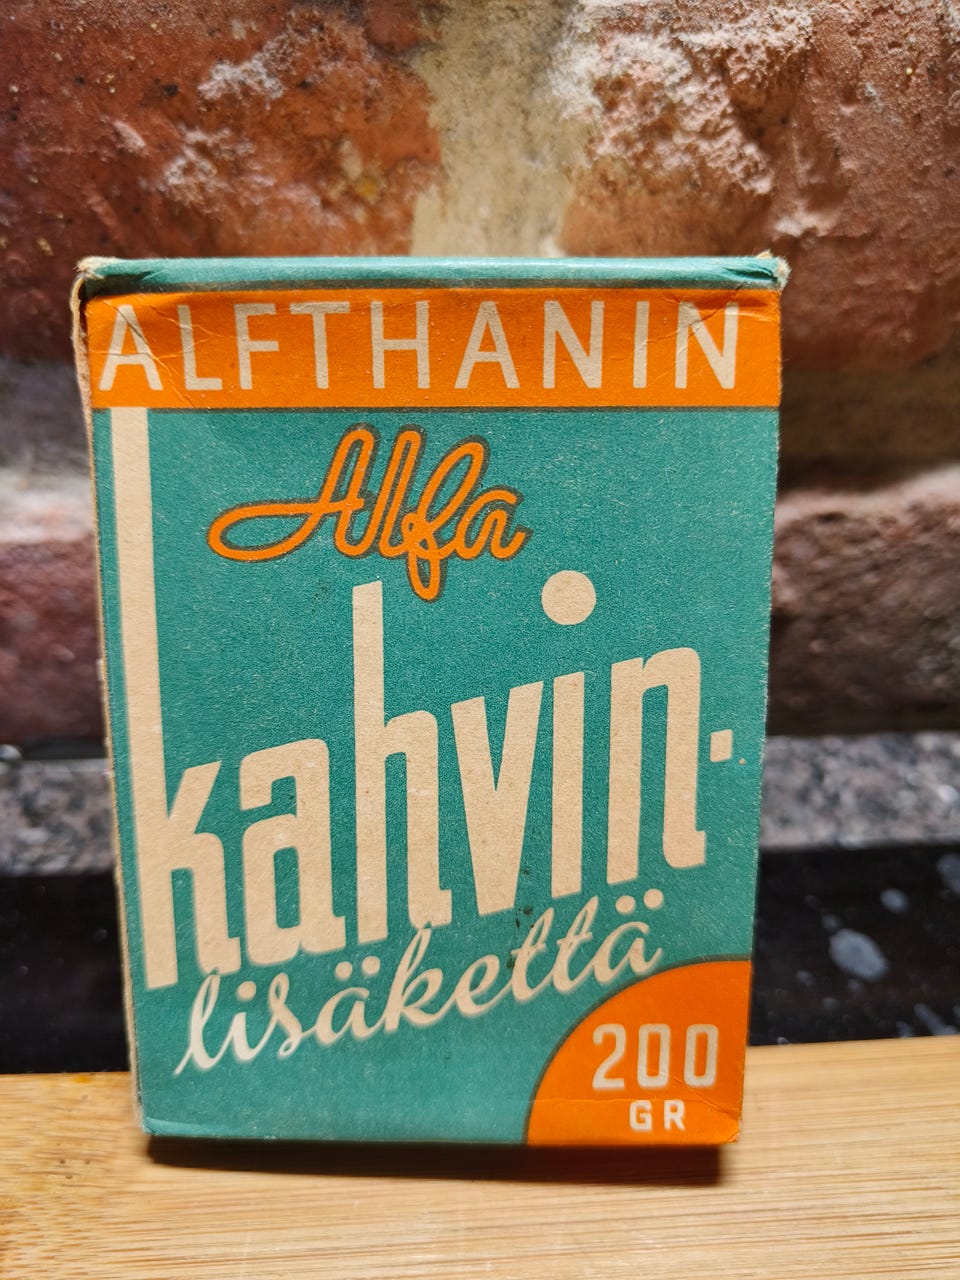 ALFTHANIN
Alfa
kahvin-
lisäkettä
200
GR